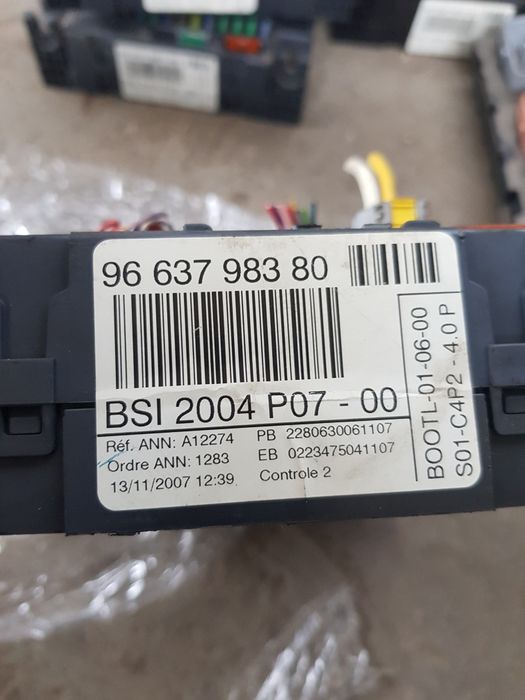 96 637 983 80
BSI 2004 P07 - 00
Réf. ANN: A12274 PB 2280630061107
Ordre ANN: 1283 EB 0223475041107
13/11/2007 12:39 Controle 2
BOOTL-01-06-00
S01-C4P2 - 4.0 P